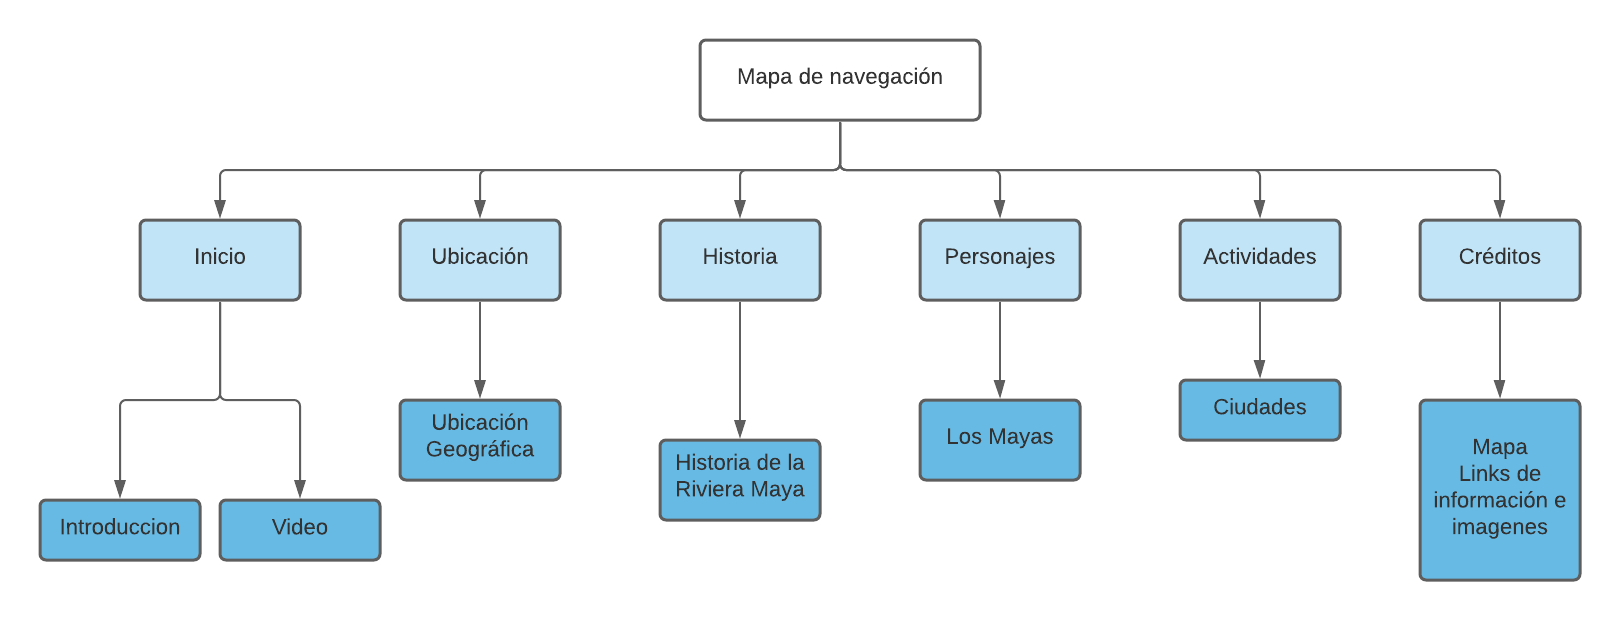 Mapa de navegación
Inicio
Ubicación
Historia
Personajes
Actividades
Créditos
Introduccion
Video
Ubicación
Geográfica
Historia de la
Riviera Maya
Los Mayas
Ciudades
Mapa
Links de
información e
imagenes